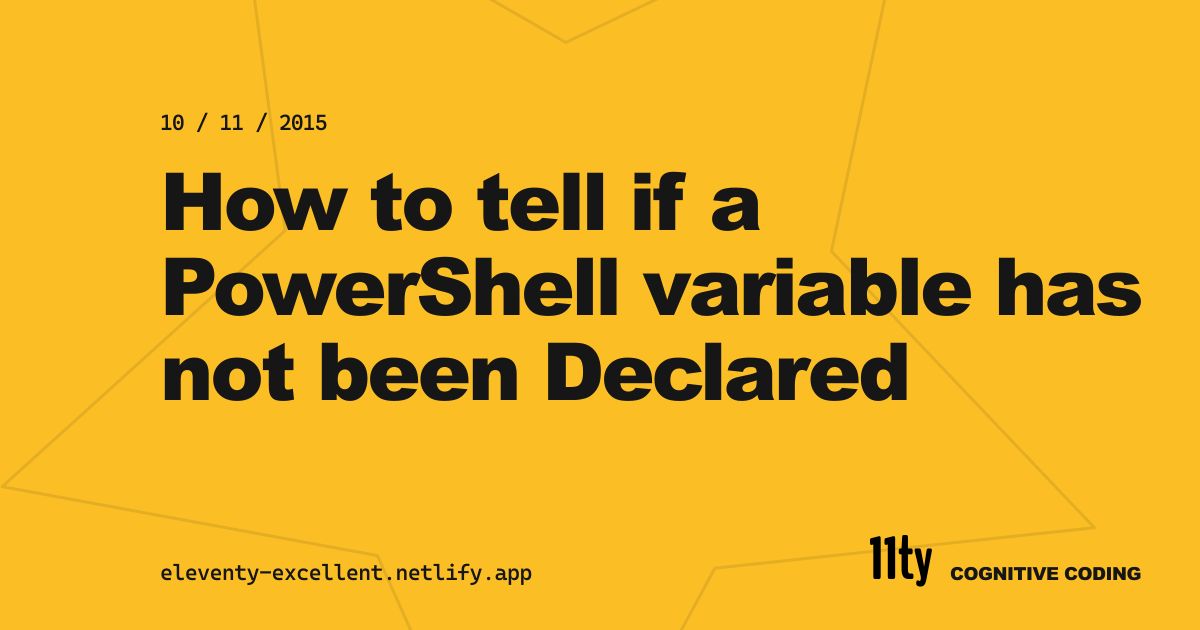 10 / 11 / 2015
How to tell if a
PowerShell variable has
not been Declared
eleventy-excellent.netlify.app
11ty COGNITIVE CODING